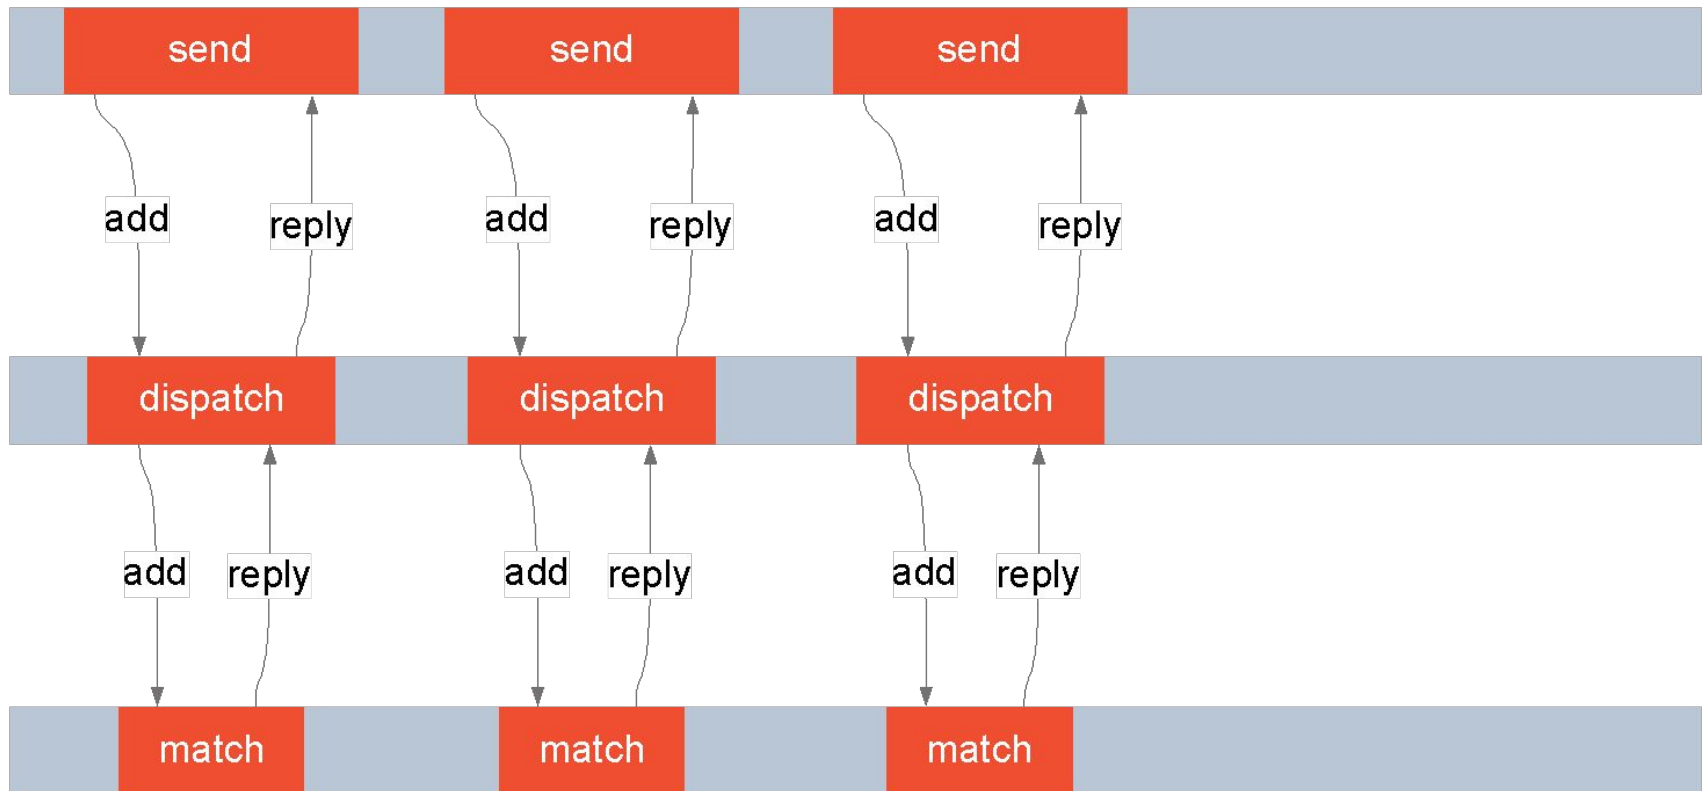 send send send
add reply add reply add reply
dispatch dispatch dispatch
add reply add reply add reply
match match match